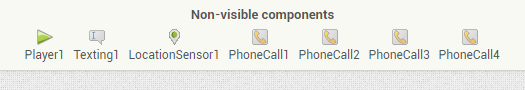 Non-visible components
Player1 Texting1 LocationSensor1 PhoneCall1 PhoneCall2 PhoneCall3 PhoneCall4